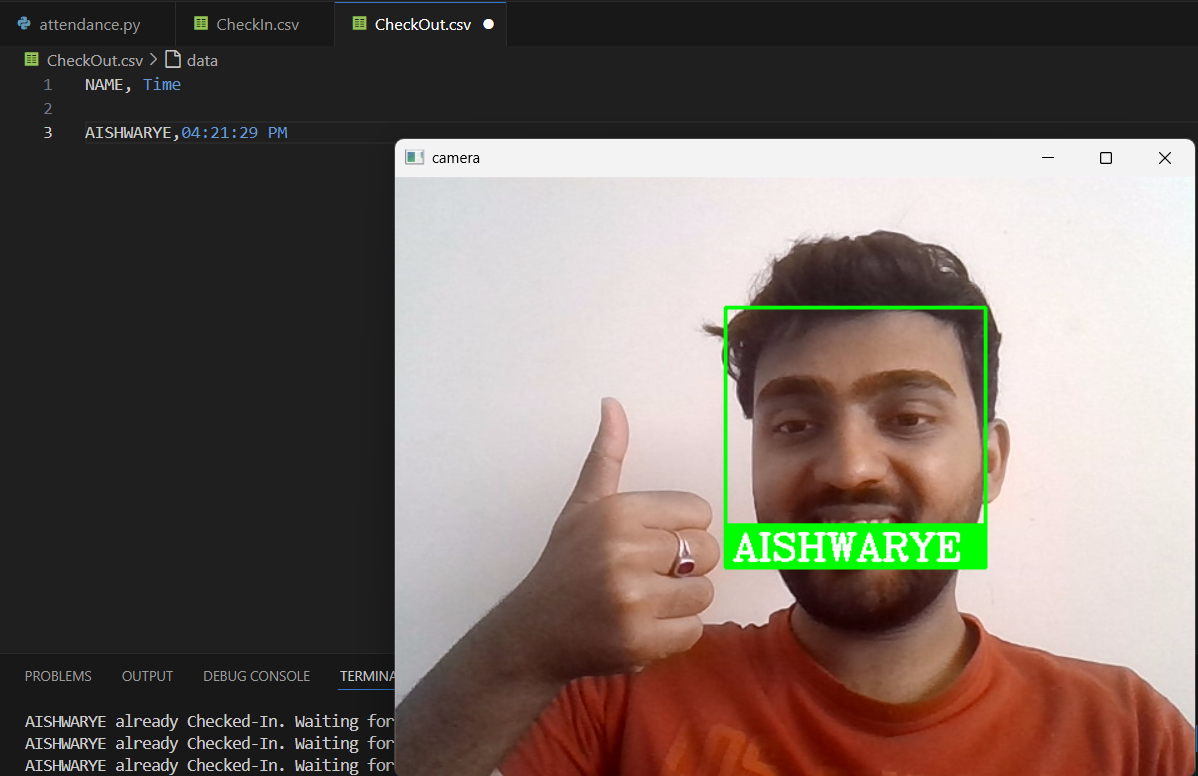 attendance.py
CheckIn.csv
CheckOut.csv
CheckOut.csv > data
1 NAME, Time
2
3 AISHWARYE,04:21:29 PM
camera
AISHWARYE
PROBLEMS OUTPUT DEBUG CONSOLE TERMINA
AISHWARYE already Checked-In. Waiting for
AISHWARYE already Checked-In. Waiting for
AISHWARYE already Checked-In. Waiting for